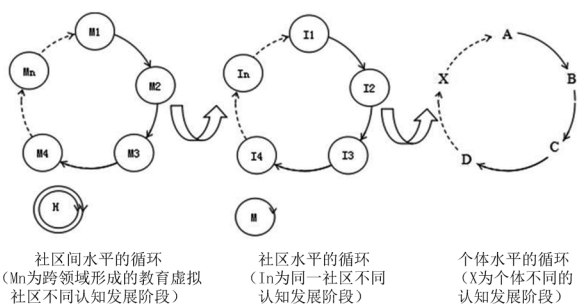 M1
M2
M3
M4
Mn
H
I1
I2
I3
I4
In
M
A
B
C
D
X
社区间水平的循环
（Mn为跨领域形成的教育虚拟
社区不同认知发展阶段）
社区水平的循环
（In为同一社区不同
认知发展阶段）
个体水平的循环
（X为个体不同的
认知发展阶段）